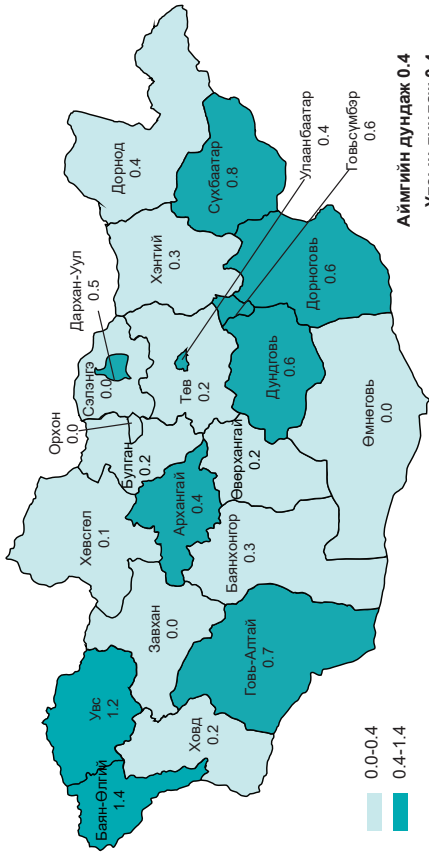 Баян-Өлгий
1.4
Увс
1.2
Ховд
0.2
Завхан
0.0
Говь-Алтай
0.7
Хөвсгөл
0.1
Архангай
0.4
Баянхонгор
0.3
Орхон
0.0
Булган
0.2
Өвөрхангай
0.2
Дархан-Уул
0.5
Сэлэнгэ
0.0
Төв
0.2
Дундговь
0.6
Өмнөговь
0.0
Хэнтий
0.3
Дорнод
0.4
Сүхбаатар
0.8
Дорноговь
0.6
Улаанбаатар
0.4
Говьсүмбэр
0.6
0.0-0.4
0.4-1.4
Аймгийн дундаж 0.4